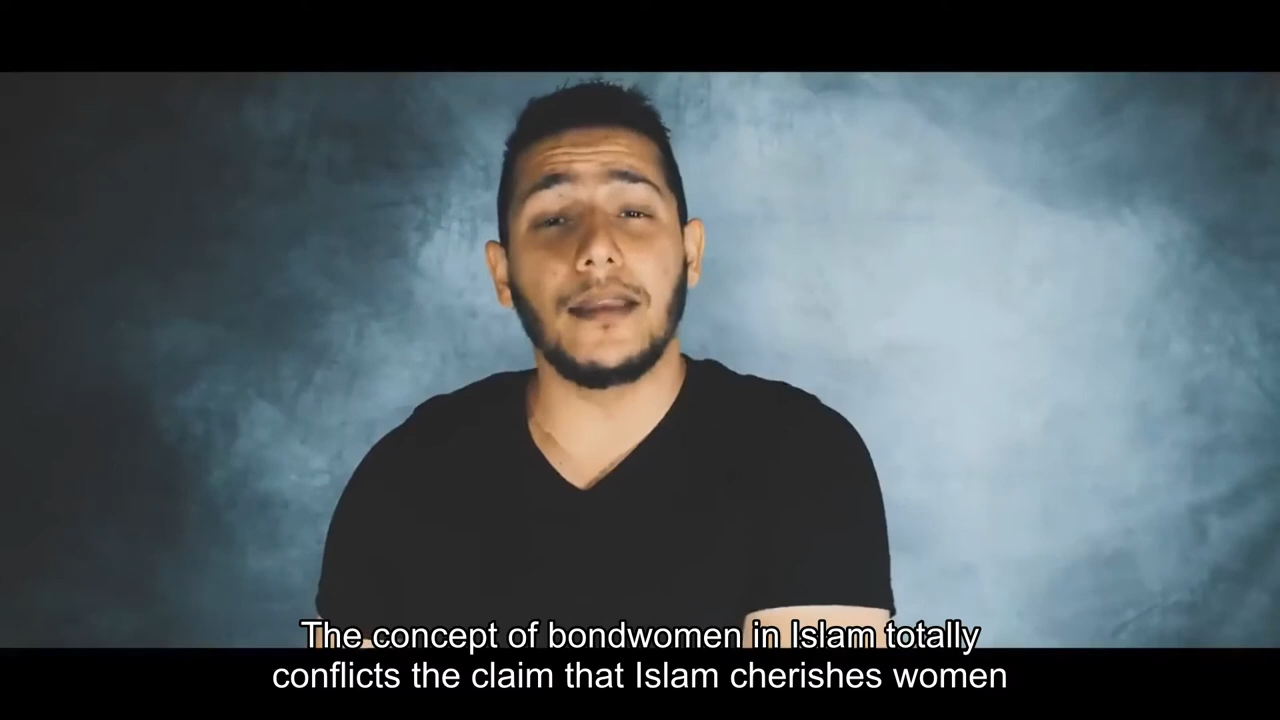 The concept of bondwomen in Islam totally
conflicts the claim that Islam cherishes women